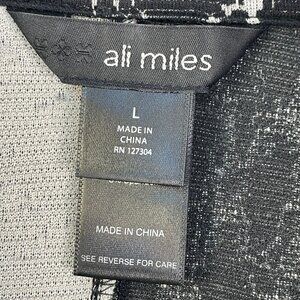 ali miles
L
MADE IN
CHINA
RN 127304
MADE IN CHINA
SEE REVERSE FOR CARE